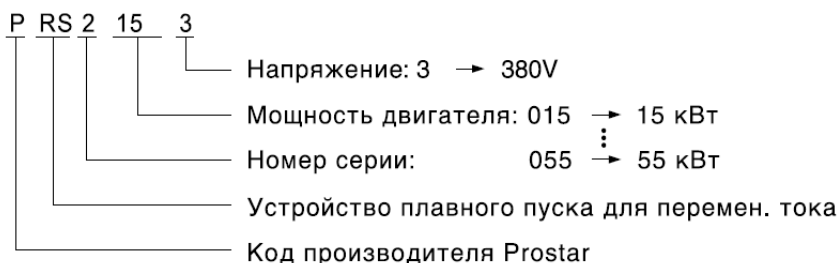 P RS 2 15 3
Напряжение: 3 → 380V
Мощность двигателя: 015 → 15 кВт
Номер серии: 055 → 55 кВт
Устройство плавного пуска для перемен. тока
Код производителя Prostar